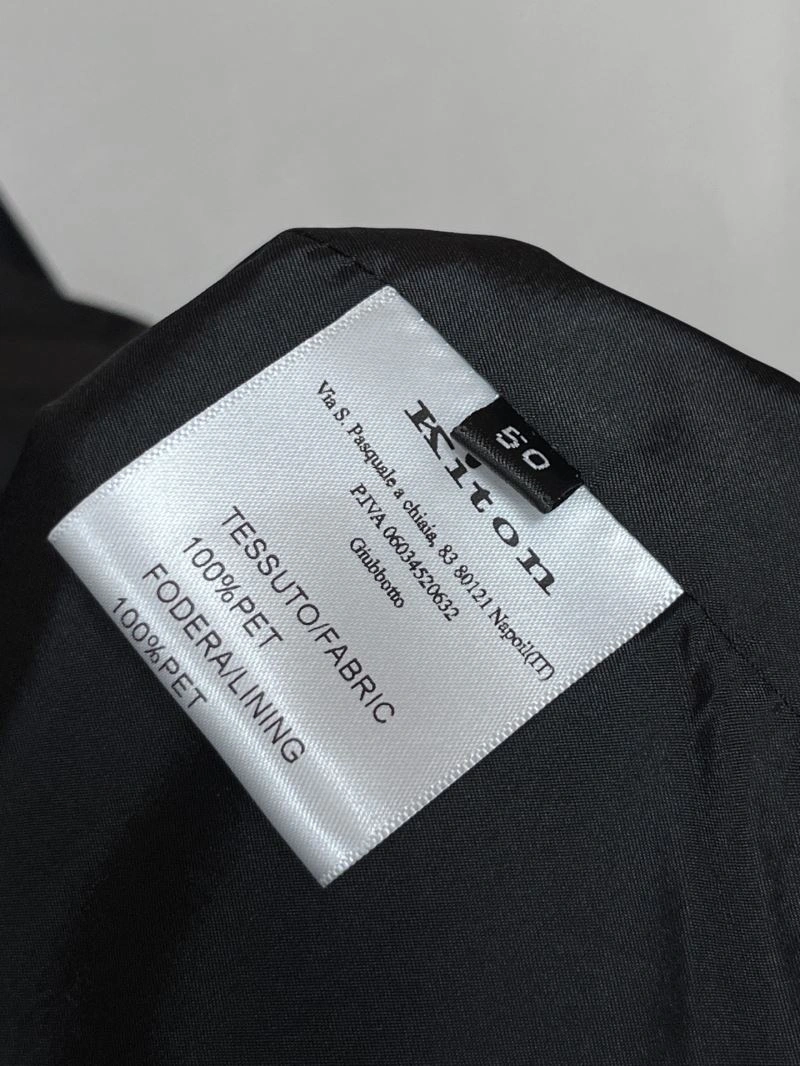 50
Kiton
Via S. Pasquale a chiaia, 83 80121 Napoil(IT)
P.IVA 06034520632
Giubbotto
TESSUTO/FABRIC
100%PET
FODERA/LINING
100%PET